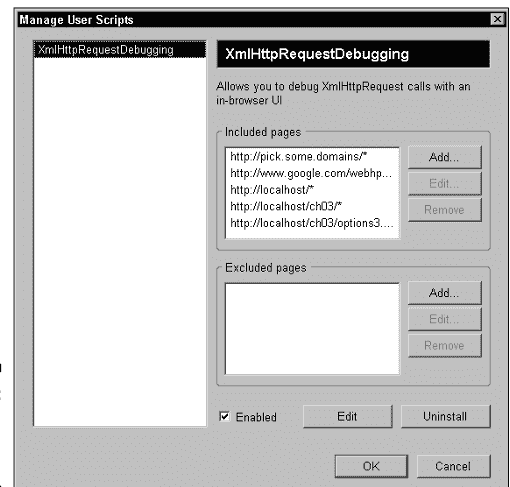 Manage User Scripts
XmlHttpRequestDebugging
XmlHttpRequestDebugging
Allows you to debug XmlHttpRequest calls with an
in-browser UI
Included pages
http://pick.some.domains/*
http://www.google.com/webhp...
http://localhost/*
http://localhost/ch03/*
http://localhost/ch03/options3....
Add...
Edit...
Remove
Excluded pages
Add...
Edit...
Remove
Enabled
Edit
Uninstall
OK
Cancel